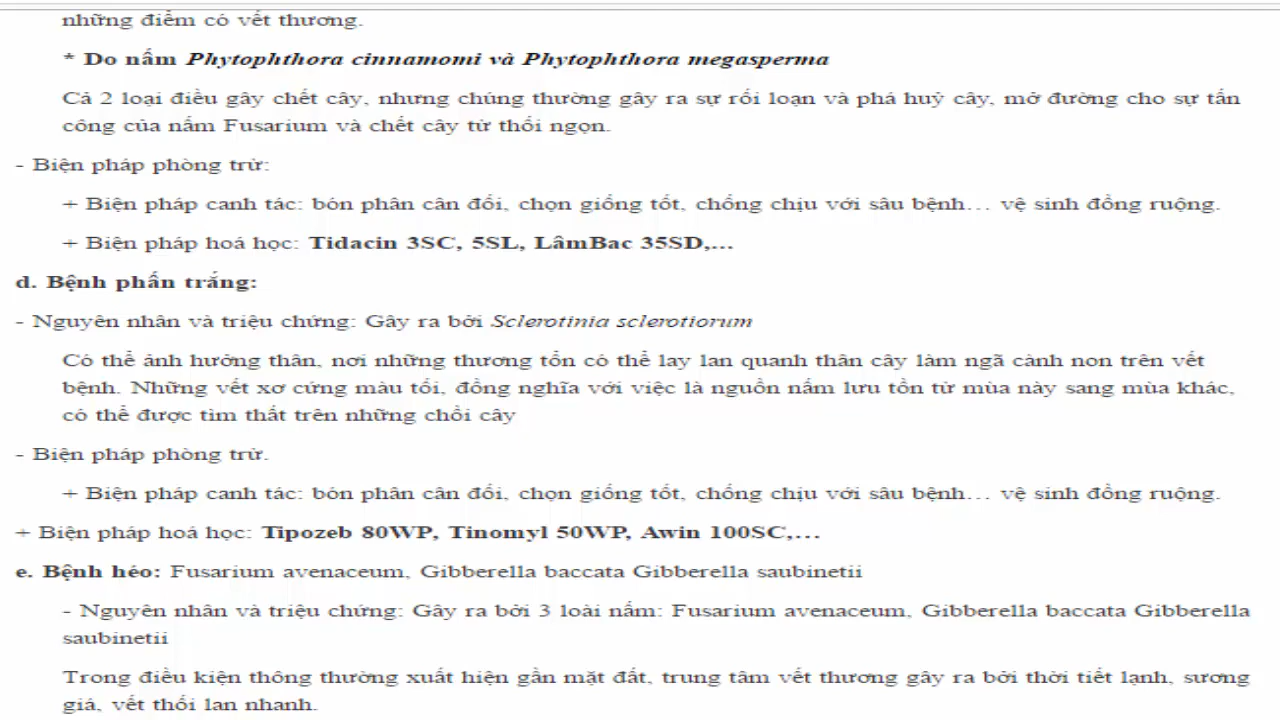 những điểm có vết thương.
* Do nấm Phytophthora cinnamomi và Phytophthora megasperma
Cả 2 loại điều gây chết cây, nhưng chúng thường gây ra sự rối loạn và phá huỷ cây, mở đường cho sự tấn
công của nấm Fusarium và chết cây từ thối ngọn.
- Biện pháp phòng trừ:
+ Biện pháp canh tác: bón phân cân đối, chọn giống tốt, chống chịu với sâu bệnh… vệ sinh đồng ruộng.
+ Biện pháp hoá học: Tidacin 3SC, 5SL, LâmBac 35SD,…
d. Bệnh phấn trắng:
- Nguyên nhân và triệu chứng: Gây ra bởi Sclerotinia sclerotiorum
Có thể ảnh hưởng thân, nơi những thương tổn có thể lay lan quanh thân cây làm ngã cành non trên vết
bệnh. Những vết xơ cứng màu tối, đồng nghĩa với việc là nguồn nấm lưu tồn từ mùa này sang mùa khác,
có thể được tìm thất trên những chồi cây
- Biện pháp phòng trừ.
+ Biện pháp canh tác: bón phân cân đối, chọn giống tốt, chống chịu với sâu bệnh… vệ sinh đồng ruộng.
+ Biện pháp hoá học: Tipozeb 80WP, Tinomyl 50WP, Awin 100SC,…
e. Bệnh héo: Fusarium avenaceum, Gibberella baccata Gibberella saubinetii
- Nguyên nhân và triệu chứng: Gây ra bởi 3 loài nấm: Fusarium avenaceum, Gibberella baccata Gibberella
saubinetii
Trong điều kiện thông thường xuất hiện gần mặt đất, trung tâm vết thương gây ra bởi thời tiết lạnh, sương
giá, vết thối lan nhanh.